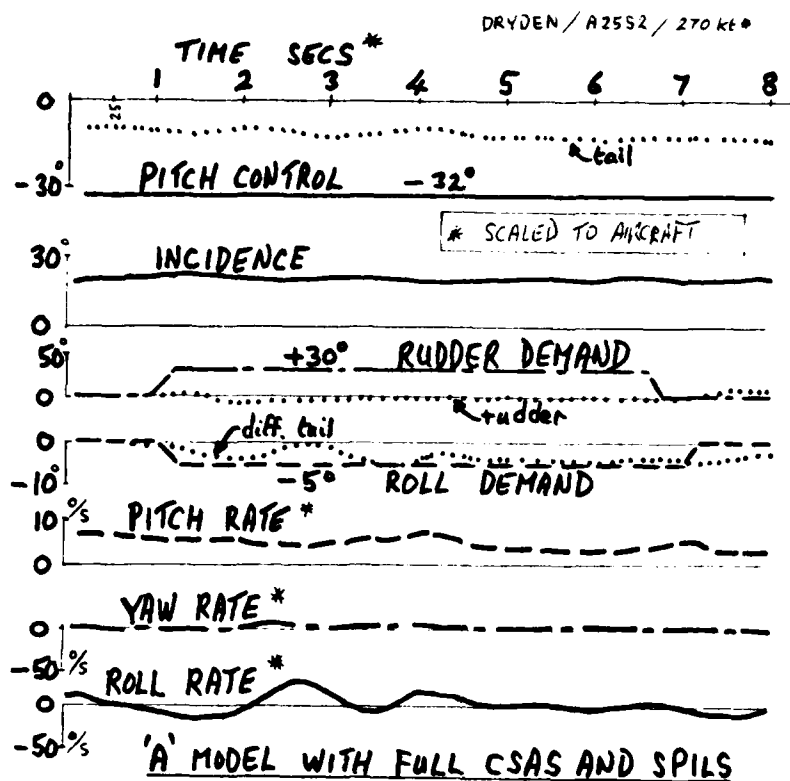 DRYDEN / A25S2 / 270 kt*
TIME SECS*
1 2 3 4 5 6 7 8
0
.25
tail
-30°
PITCH CONTROL -32°
* SCALED TO AIRCRAFT
30°
INCIDENCE
0
50°
+30° RUDDER DEMAND
0
rudder
0
diff. tail
-10°
-5° ROLL DEMAND
10 °/s
PITCH RATE*
0
YAW RATE*
0
-50 °/s
ROLL RATE*
0
-50 °/s
'A' MODEL WITH FULL CSAS AND SPILS